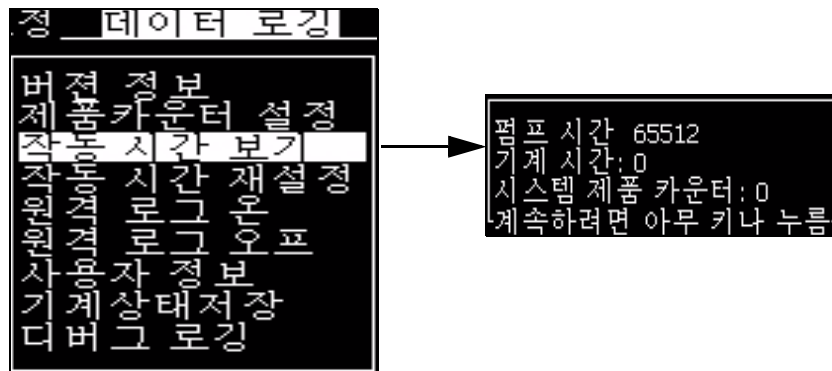 정 데이터 로깅
버젼 정보
제품카운터 설정
작동 시간 보기
작동 시간 재설정
원격 로그 온
원격 로그 오프
사용자 정보
기계상태저장
디버그 로깅
펌프 시간 65512
기계 시간:0
시스템 제품 카운터:0
계속하려면 아무 키나 누름